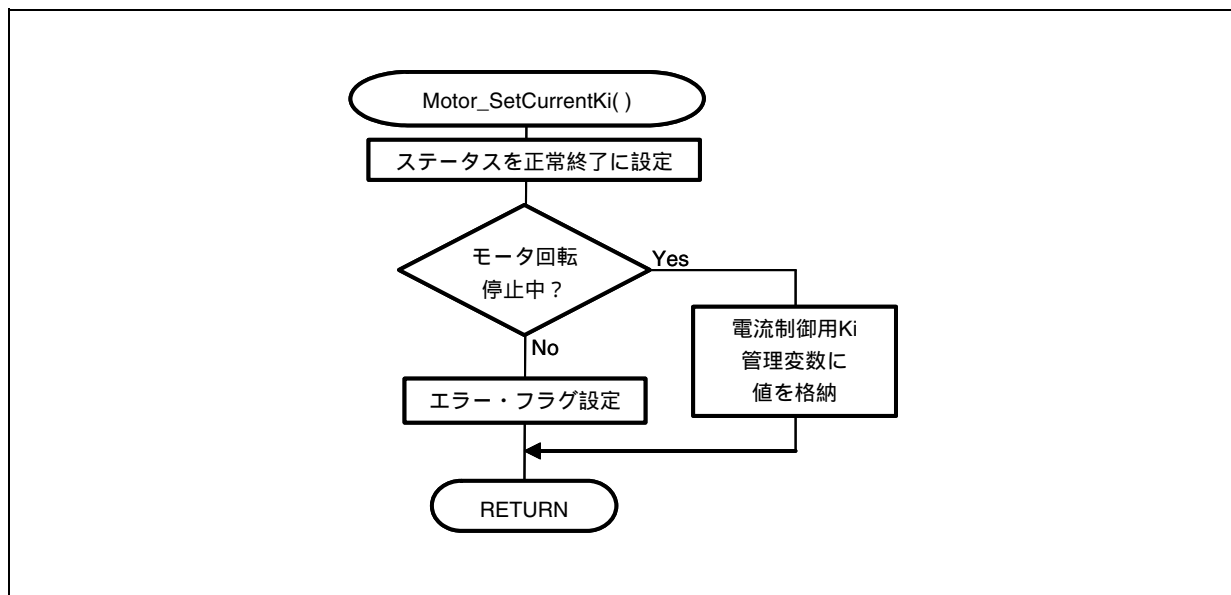 Motor_SetCurrentKi( )
ステータスを正常終了に設定
モータ回転
停止中？
Yes
No
電流制御用Ki
管理変数に
値を格納
エラー・フラグ設定
RETURN